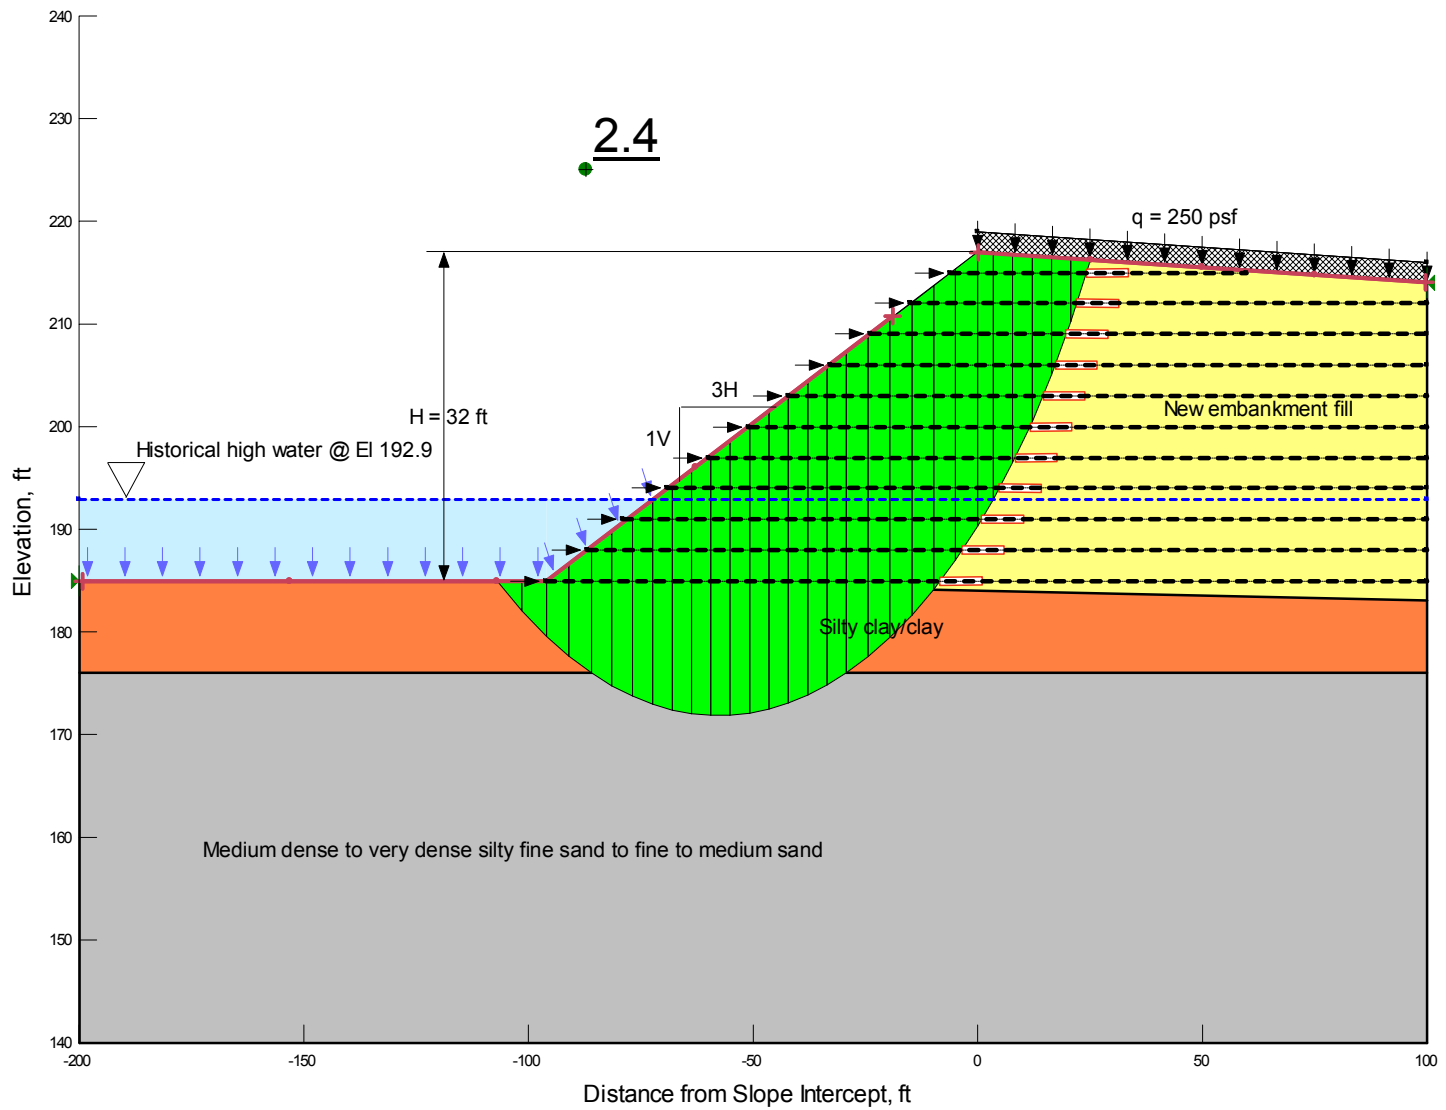 240
230
2.4
220
q = 250 psf
210
3H
H = 32 ft
New embankment fill
200
1V
Historical high water @ El 192.9
Elevation, ft
190
Silty clay/clay
180
170
160
Medium dense to very dense silty fine sand to fine to medium sand
150
140
-200
-150
-100
-50
0
50
100
Distance from Slope Intercept, ft